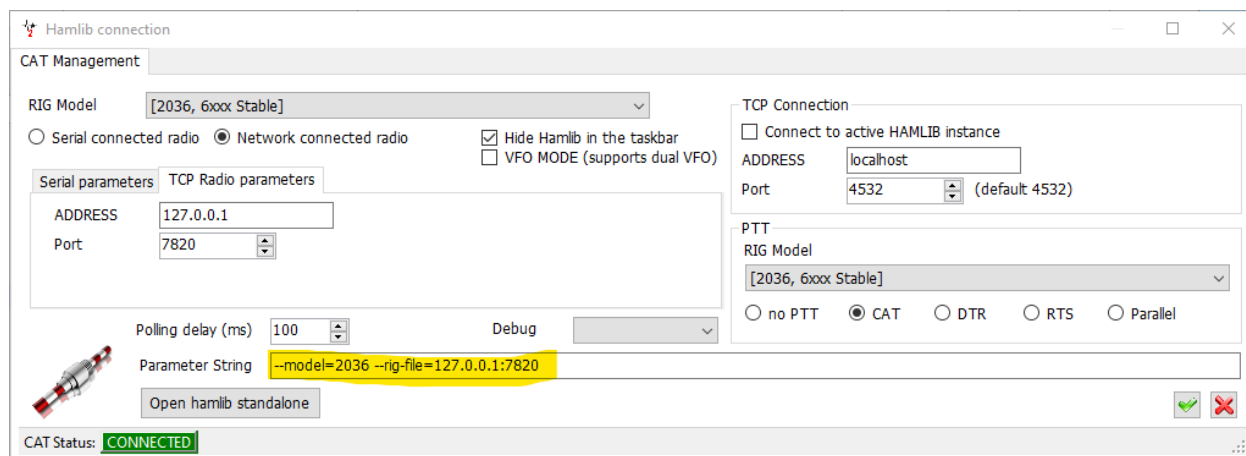 Hamlib connection
CAT Management
RIG Model [2036, 6xxx Stable]
Serial connected radio Network connected radio
Hide Hamlib in the taskbar
VFO MODE (supports dual VFO)
Serial parameters TCP Radio parameters
ADDRESS 127.0.0.1
Port 7820
TCP Connection
Connect to active HAMLIB instance
ADDRESS localhost
Port 4532 (default 4532)
PTT
RIG Model
[2036, 6xxx Stable]
no PTT CAT DTR RTS Parallel
Polling delay (ms) 100 Debug
Parameter String --model=2036 --rig-file=127.0.0.1:7820
Open hamlib standalone
CAT Status: CONNECTED